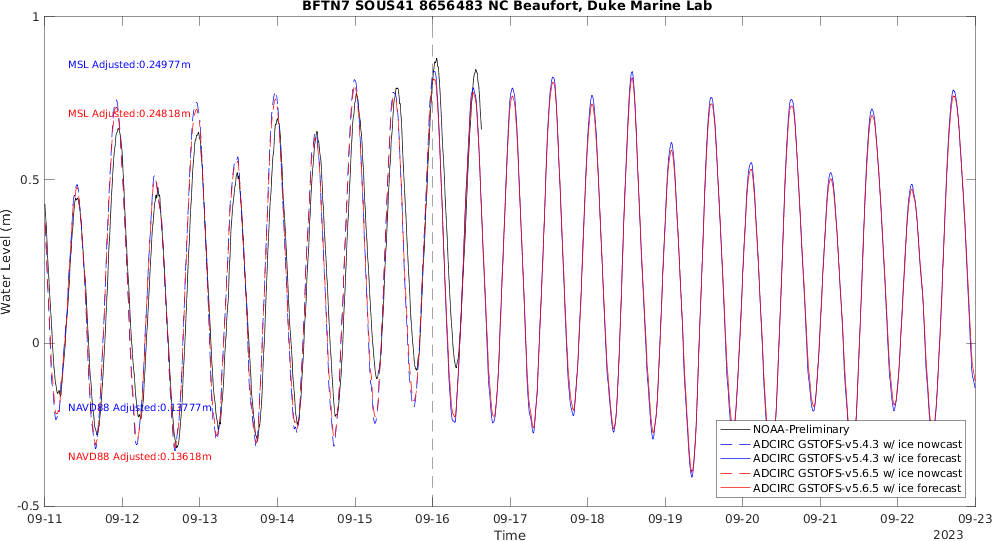 BFTN7 SOUS41 8656483 NC Beaufort, Duke Marine Lab
1
0.5
0
-0.5
Water Level (m)
MSL Adjusted:0.24977m
MSL Adjusted:0.24818m
NAVD88 Adjusted:0.13777m
NAVD88 Adjusted:0.13618m
NOAA-Preliminary
ADCIRC GSTOFS-v5.4.3 w/ ice nowcast
ADCIRC GSTOFS-v5.4.3 w/ ice forecast
ADCIRC GSTOFS-v5.6.5 w/ ice nowcast
ADCIRC GSTOFS-v5.6.5 w/ ice forecast
09-11 09-12 09-13 09-14 09-15 09-16 09-17 09-18 09-19 09-20 09-21 09-22 09-23
Time
2023